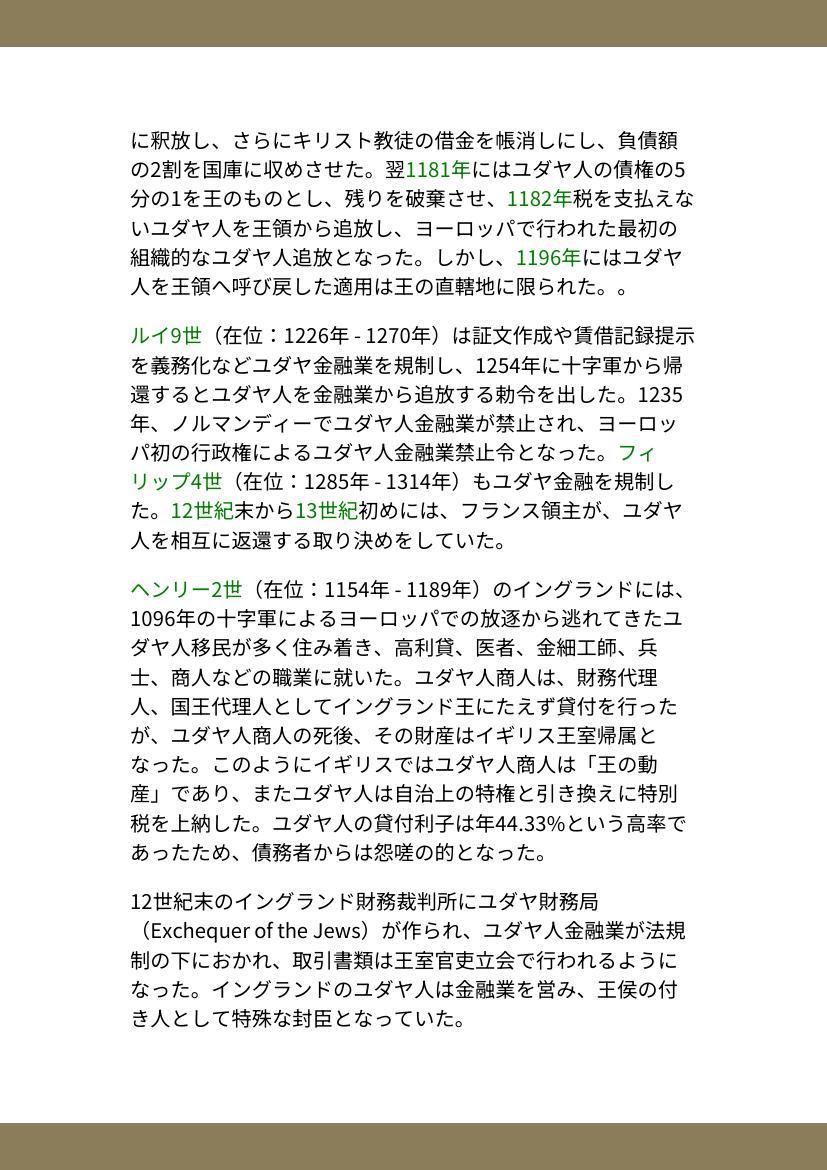 に釈放し、さらにキリスト教徒の借金を帳消しにし、負債額
の2割を国庫に収めさせた。翌1181年にはユダヤ人の債権の5
分の1を王のものとし、残りを破棄させ、1182年税を支払えな
いユダヤ人を王領から追放し、ヨーロッパで行われた最初の
組織的なユダヤ人追放となった。しかし、1196年にはユダヤ
人を王領へ呼び戻した適用は王の直轄地に限られた。。
ルイ9世（在位：1226年 - 1270年）は証文作成や賃借記録提示
を義務化などユダヤ金融業を規制し、1254年に十字軍から帰
還するとユダヤ人を金融業から追放する勅令を出した。1235
年、ノルマンディーでユダヤ人金融業が禁止され、ヨーロッ
パ初の行政権によるユダヤ人金融業禁止令となった。フィ
リップ4世（在位：1285年 - 1314年）もユダヤ金融を規制し
た。12世紀末から13世紀初めには、フランス領主が、ユダヤ
人を相互に返還する取り決めをしていた。
ヘンリー2世（在位：1154年 - 1189年）のイングランドには、
1096年の十字軍によるヨーロッパでの放逐から逃れてきたユ
ダヤ人移民が多く住み着き、高利貸、医者、金細工師、兵
士、商人などの職業に就いた。ユダヤ人商人は、財務代理
人、国王代理人としてイングランド王にたえず貸付を行った
が、ユダヤ人商人の死後、その財産はイギリス王室帰属と
なった。このようにイギリスではユダヤ人商人は「王の動
産」であり、またユダヤ人は自治上の特権と引き換えに特別
税を上納した。ユダヤ人の貸付利子は年44.33%という高率で
あったため、債務者からは怨嗟の的となった。
12世紀末のイングランド財務裁判所にユダヤ財務局
（Exchequer of the Jews）が作られ、ユダヤ人金融業が法規
制の下におかれ、取引書類は王室官吏立会で行われるように
なった。イングランドのユダヤ人は金融業を営み、王侯の付
き人として特殊な封臣となっていた。